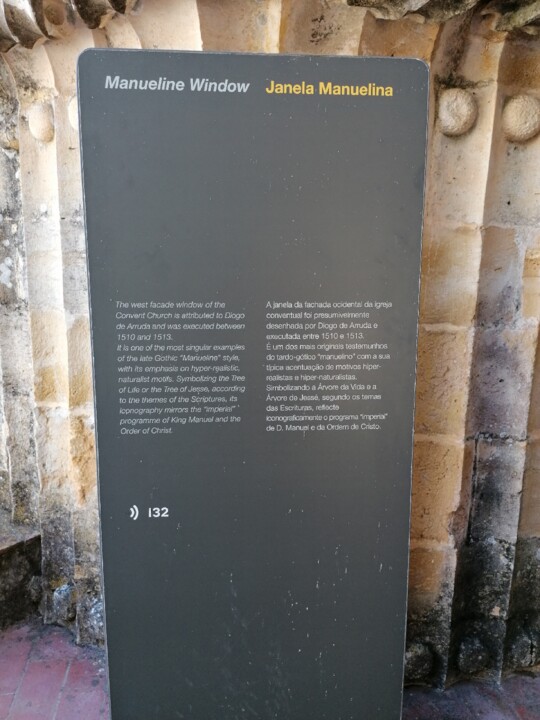 Manueline Window
Janela Manuelina
The west facade window of the
Convent Church is attributed to Diogo
de Arruda and was executed between
1510 and 1513.
It is one of the most singular examples
of the late Gothic "Manueline" style,
with its emphasis on hyper-realistic,
naturalist motifs. Symbolizing the Tree
of Life or the Tree of Jesse, according
to the themes of the Scriptures, its
iconography mirrors the "imperial"
programme of King Manuel and the
Order of Christ.
A janela da fachada ocidental da igreja
conventual foi presumivelmente
desenhada por Diogo de Arruda e
executada entre 1510 e 1513.
É um dos mais originais testemunhos
do tardo-gótico "manuelino" com a sua
típica acentuação de motivos hiper-
realistas e hiper-naturalistas.
Simbolizando a Árvore da Vida e a
Árvore de Jessé, segundo os temas
das Escrituras, reflecte
iconograficamente o programa "imperial"
de D. Manuel e da Ordem de Cristo.
132